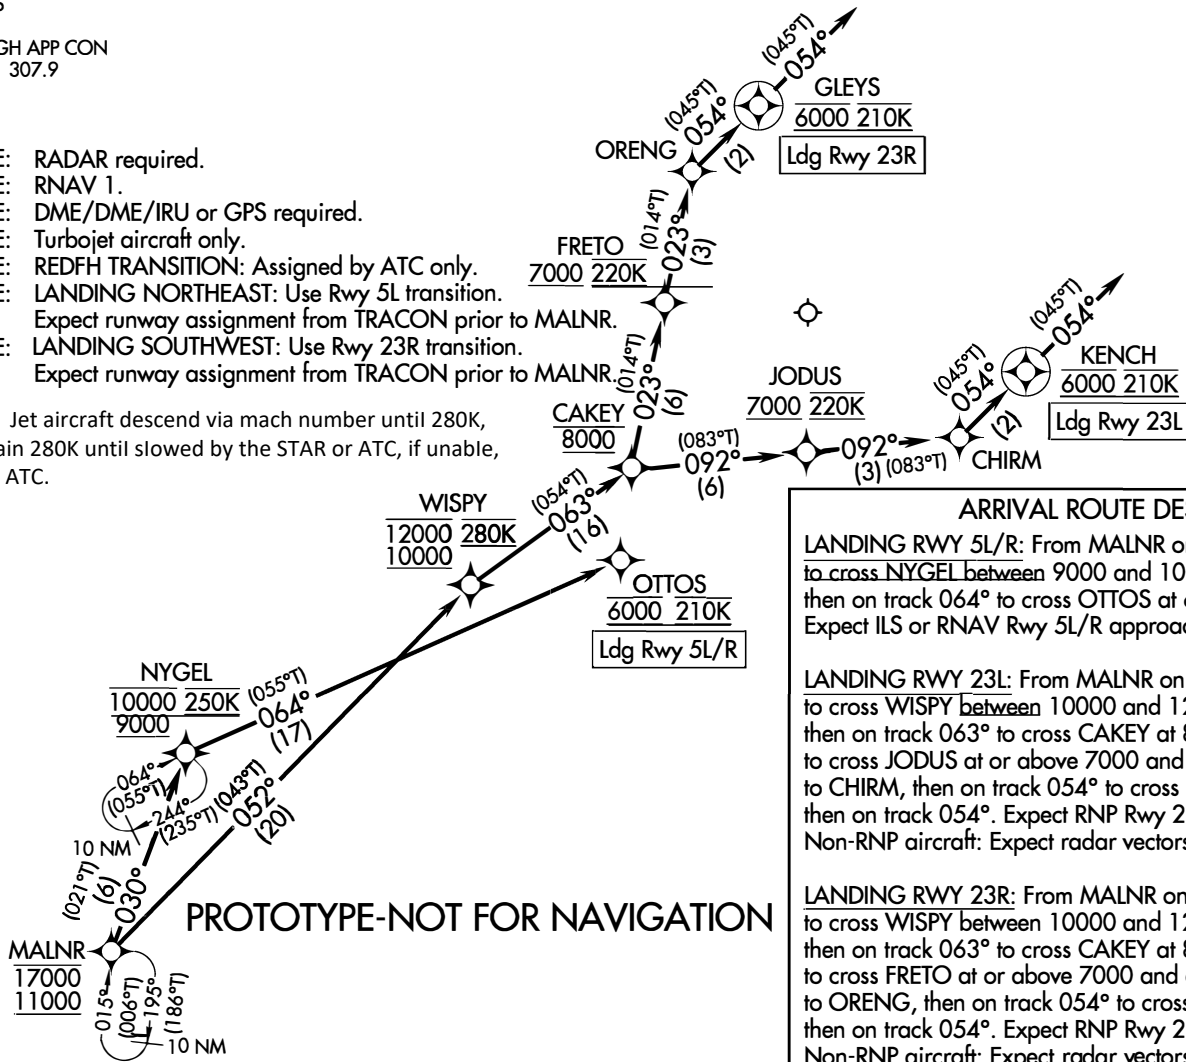 GH APP CON
307.9
E: RADAR required.
E: RNAV 1.
E: DME/DME/IRU or GPS required.
E: Turbojet aircraft only.
E: REDFH TRANSITION: Assigned by ATC only.
E: LANDING NORTHEAST: Use Rwy 5L transition.
Expect runway assignment from TRACON prior to MALNR.
E: LANDING SOUTHWEST: Use Rwy 23R transition.
Expect runway assignment from TRACON prior to MALNR.
Jet aircraft descend via mach number until 280K,
ain 280K until slowed by the STAR or ATC, if unable,
ATC.
(045°T)
054°
GLEYS
6000 210K
Ldg Rwy 23R
(045°T)
054°
(2)
ORENG
(014°T)
023°
(3)
FRETO
7000 220K
(014°T)
023°
(6)
(045°T)
054°
KENCH
6000 210K
Ldg Rwy 23L
(045°T)
054°
(2)
CHIRM
JODUS
7000 220K
092°
(3) (083°T)
(083°T)
092°
(6)
CAKEY
8000
(054°T)
063°
(16)
WISPY
12000 280K
10000
OTTOS
6000 210K
Ldg Rwy 5L/R
NYGEL
10000 250K
9000
(055°T)
064°
(17)
064°
(055°T)
244°
(235°T)
10 NM
(043°T)
052°
(20)
(021°T)
(6)
030°
MALNR
17000
11000
015°
(006°T)
195°
(186°T)
10 NM
PROTOTYPE-NOT FOR NAVIGATION
ARRIVAL ROUTE DE
LANDING RWY 5L/R: From MALNR o
to cross NYGEL between 9000 and 10
then on track 064° to cross OTTOS at
Expect ILS or RNAV Rwy 5L/R approa
LANDING RWY 23L: From MALNR on
to cross WISPY between 10000 and 12
then on track 063° to cross CAKEY at 8
to cross JODUS at or above 7000 and
to CHIRM, then on track 054° to cross
then on track 054°. Expect RNP Rwy 2
Non-RNP aircraft: Expect radar vectors
LANDING RWY 23R: From MALNR on
to cross WISPY between 10000 and 12
then on track 063° to cross CAKEY at 8
to cross FRETO at or above 7000 and
to ORENG, then on track 054° to cross
then on track 054°. Expect RNP Rwy 2
Non-RNP aircraft: Expect radar vectors